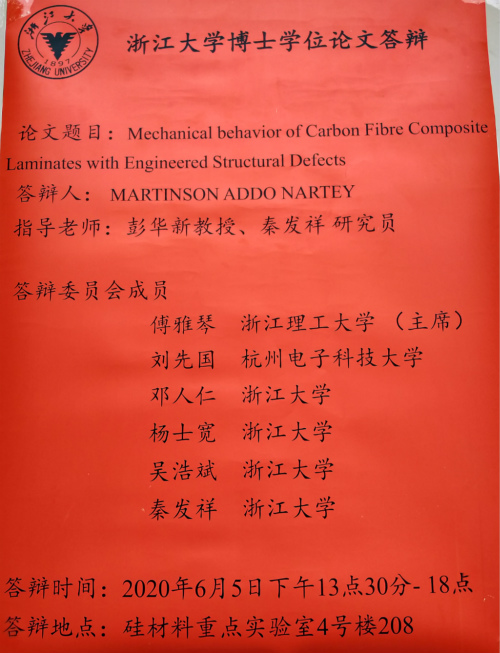 浙江大学
ZHEJIANG UNIVERSITY
1897
浙江大学博士学位论文答辩
论文题目：Mechanical behavior of Carbon Fibre Composite
Laminates with Engineered Structural Defects
答辩人： MARTINSON ADDO NARTEY
指导老师：彭华新教授、秦发祥 研究员
答辩委员会成员
傅雅琴 浙江理工大学 （主席）
刘先国 杭州电子科技大学
邓人仁 浙江大学
杨士宽 浙江大学
吴浩斌 浙江大学
秦发祥 浙江大学
答辩时间：2020年6月5日下午13点30分- 18点
答辩地点：硅材料重点实验室4号楼208